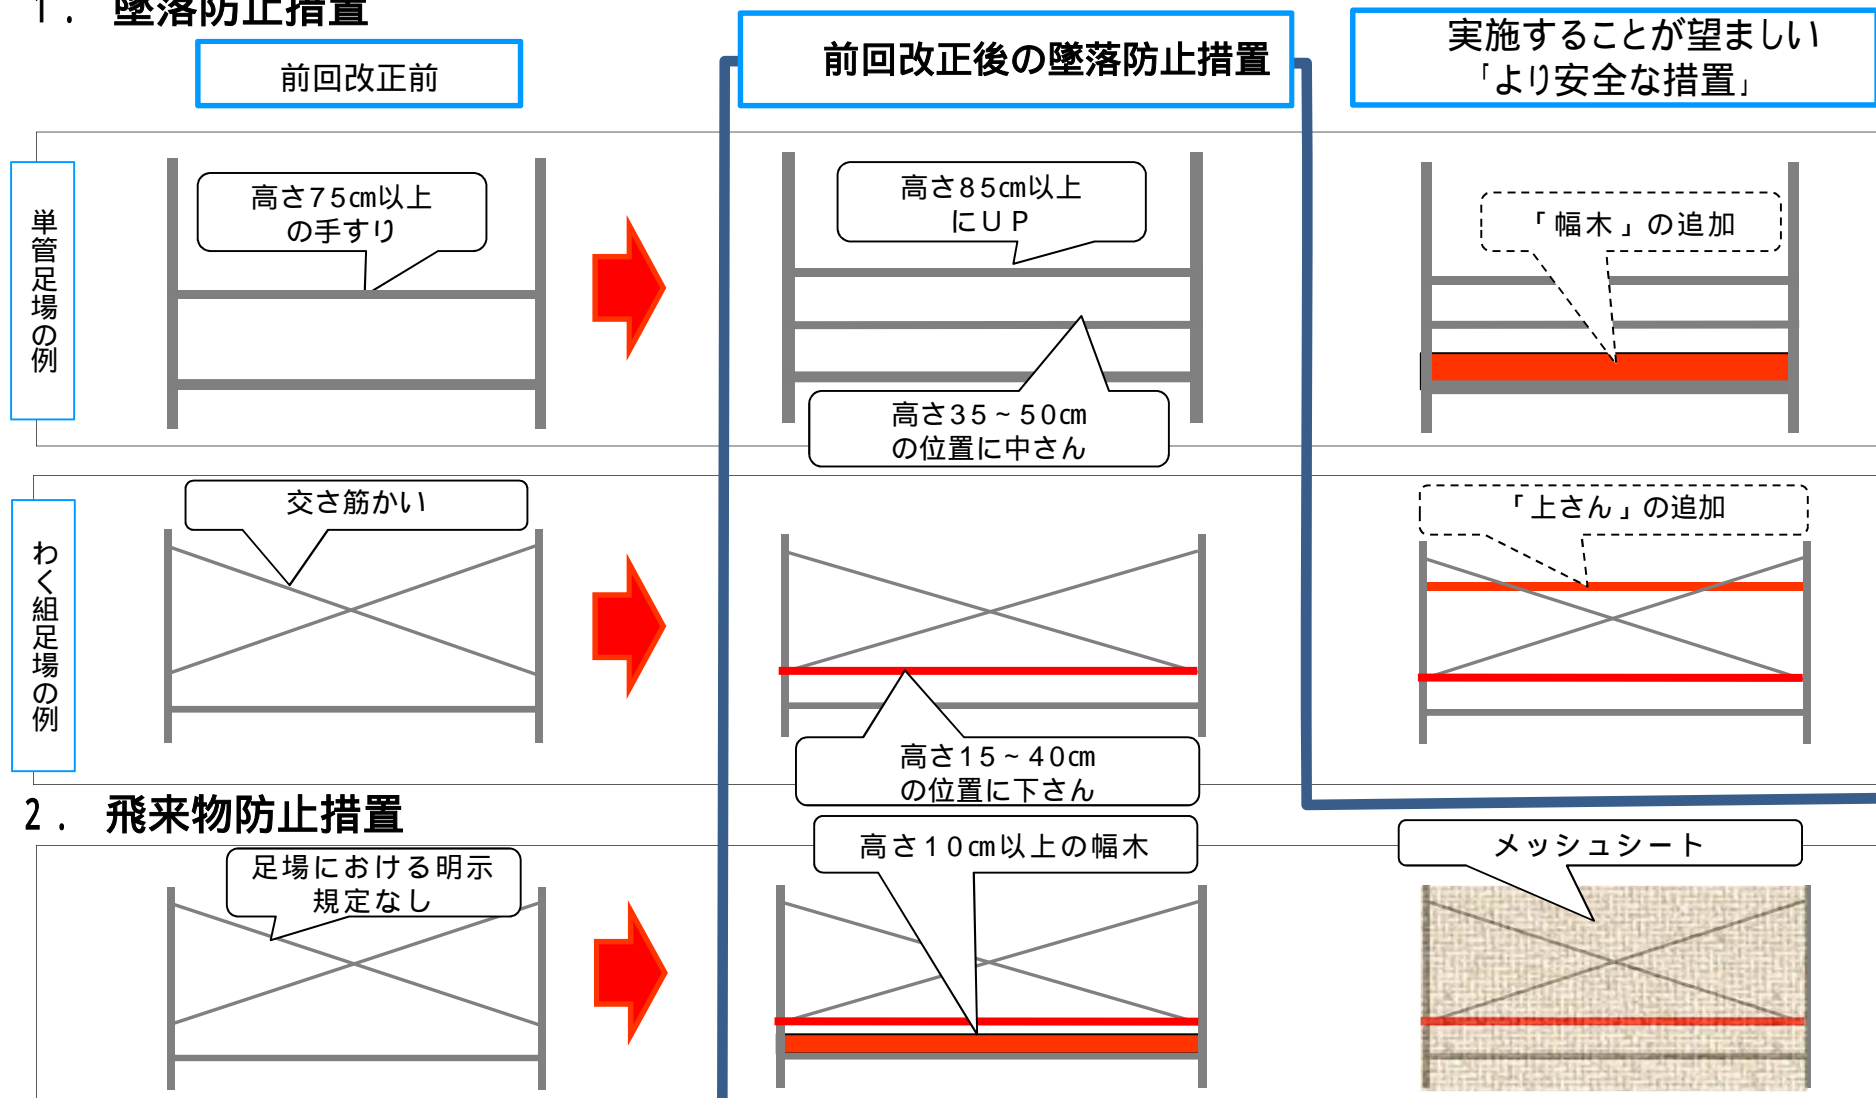 １． 墜落防止措置
前回改正前
前回改正後の墜落防止措置
実施することが望ましい
「より安全な措置」
単管足場の例
高さ７５㎝以上
の手すり
高さ８５㎝以上
にＵＰ
高さ３５～５０㎝
の位置に中さん
「幅木」の追加
わく組足場の例
交さ筋かい
高さ１５～４０㎝
の位置に下さん
「上さん」の追加
２． 飛来物防止措置
足場における明示
規定なし
高さ１０㎝以上の幅木
メッシュシート